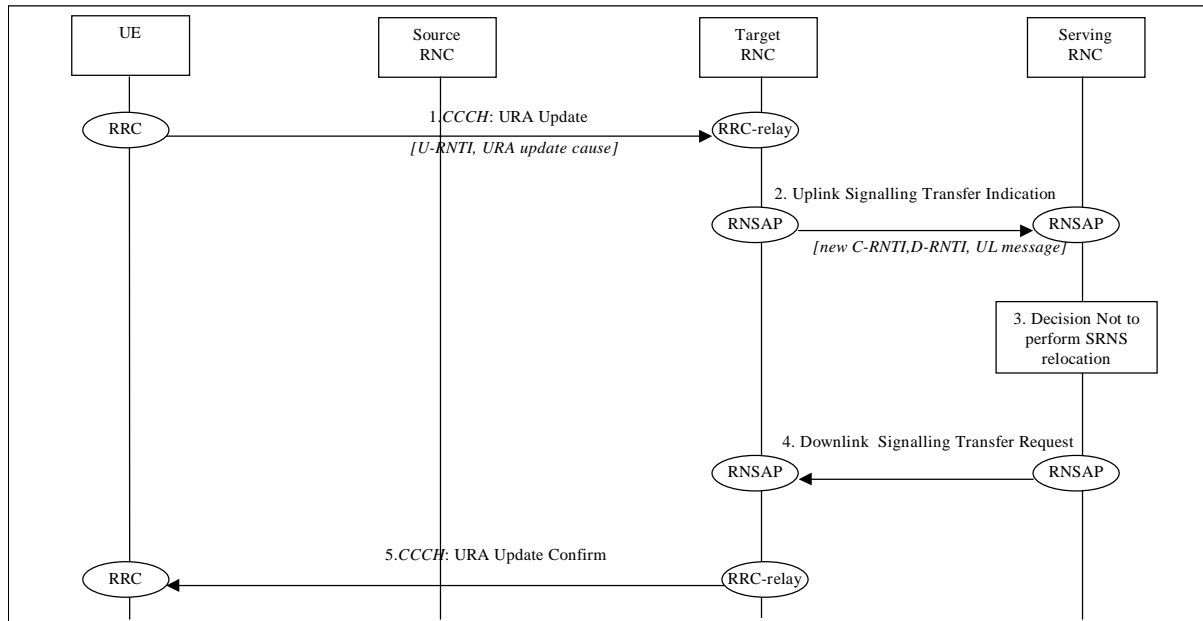 UE
Source
RNC
Target
RNC
Serving
RNC
RRC
1.CCCH: URA Update
[U-RNTI, URA update cause]
RRC-relay
2. Uplink Signalling Transfer Indication
RNSAP
RNSAP
[new C-RNTI,D-RNTI, UL message]
3. Decision Not to
perform SRNS
relocation
4. Downlink Signalling Transfer Request
RNSAP
RNSAP
5.CCCH: URA Update Confirm
RRC
RRC-relay